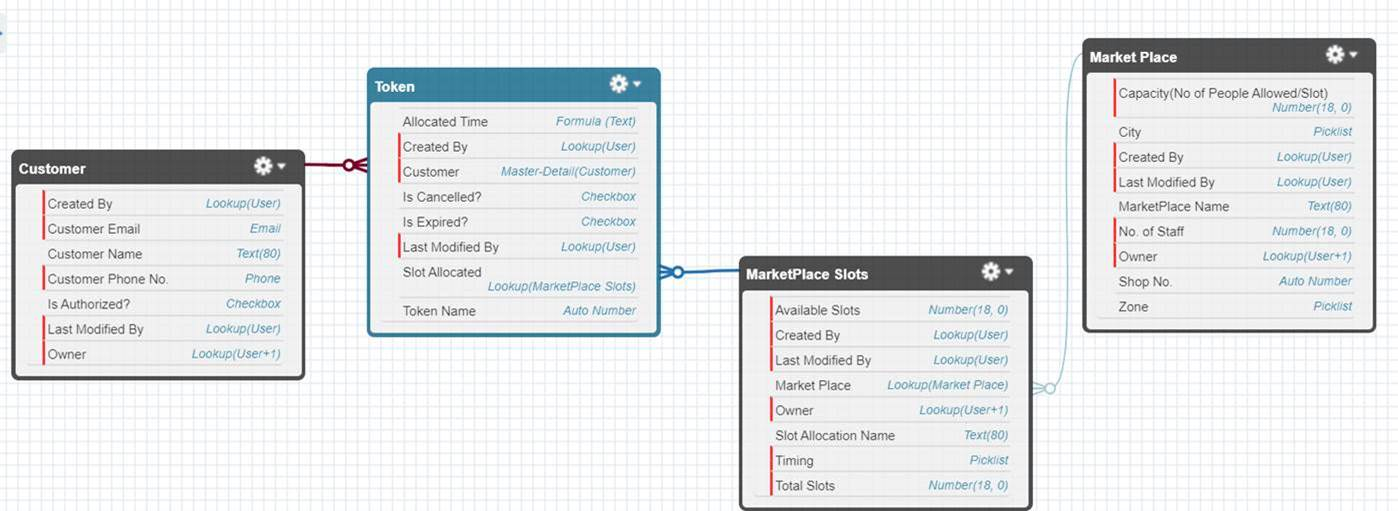 Customer
Created By Lookup(User)
Customer Email Email
Customer Name Text(80)
Customer Phone No. Phone
Is Authorized? Checkbox
Last Modified By Lookup(User)
Owner Lookup(User+1)
Token
Allocated Time Formula (Text)
Created By Lookup(User)
Customer Master-Detail(Customer)
Is Cancelled? Checkbox
Is Expired? Checkbox
Last Modified By Lookup(User)
Slot Allocated
Lookup(MarketPlace Slots)
Token Name Auto Number
MarketPlace Slots
Available Slots Number(18, 0)
Created By Lookup(User)
Last Modified By Lookup(User)
Market Place Lookup(Market Place)
Owner Lookup(User+1)
Slot Allocation Name Text(80)
Timing Picklist
Total Slots Number(18, 0)
Market Place
Capacity(No of People Allowed/Slot)
Number(18, 0)
City Picklist
Created By Lookup(User)
Last Modified By Lookup(User)
MarketPlace Name Text(80)
No. of Staff Number(18, 0)
Owner Lookup(User+1)
Shop No. Auto Number
Zone Picklist